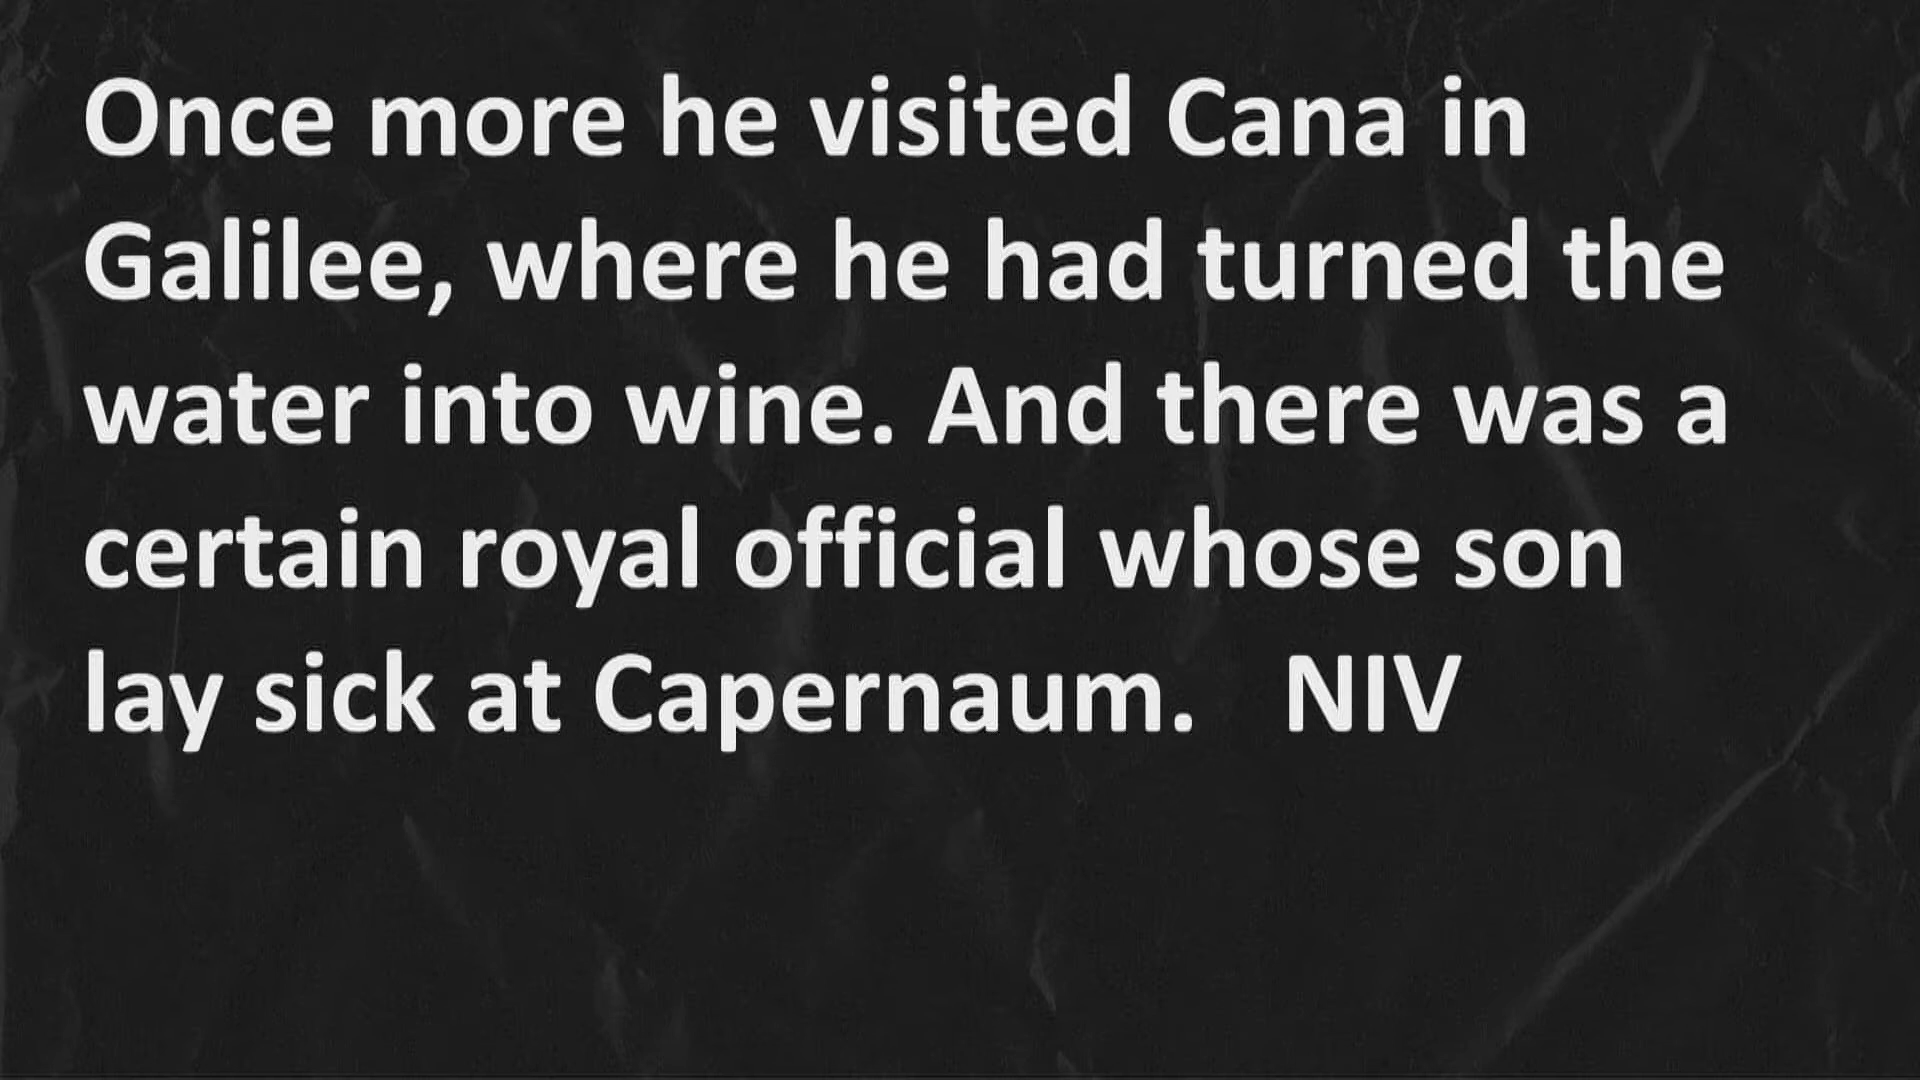 Once more he visited Cana in
Galilee, where he had turned the
water into wine. And there was a
certain royal official whose son
lay sick at Capernaum.   NIV